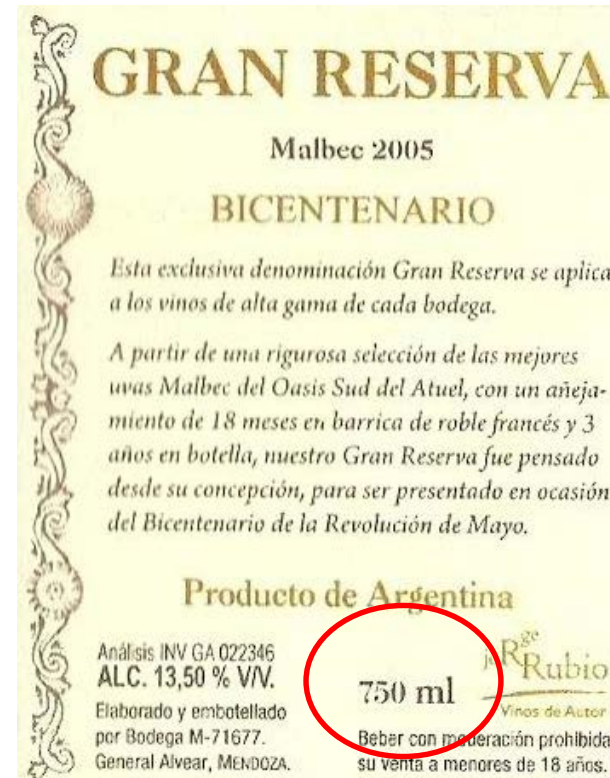 GRAN RESERVA
Malbec 2005
BICENTENARIO
Esta exclusiva denominación Gran Reserva se aplica
a los vinos de alta gama de cada bodega.
A partir de una rigurosa selección de las mejores
uvas Malbec del Oasis Sud del Atuel, con un añeja-
miento de 18 meses en barrica de roble francés y 3
años en botella, nuestro Gran Reserva fue pensado
desde su concepción, para ser presentado en ocasión
del Bicentenario de la Revolución de Mayo.
Producto de Argentina
Análisis INV GA 022346
ALC. 13,50 % V/V.
Elaborado y embotellado
por Bodega M-71677.
General Alvear, MENDOZA.
750 ml
joRge
Rubio
Vinos de Autor
Beber con moderación prohibida
su venta a menores de 18 años.